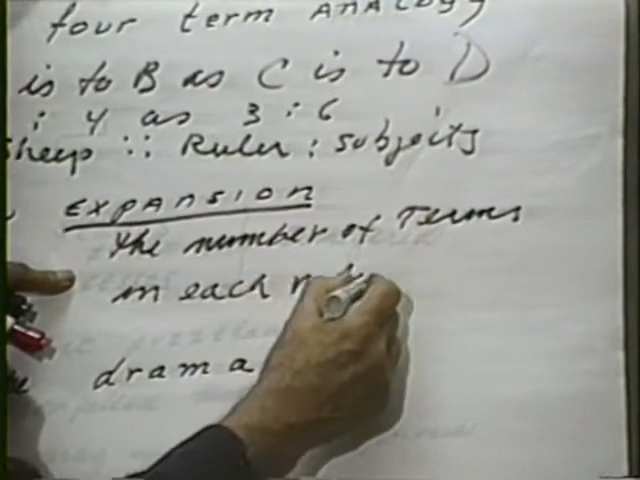 four term ANALOGY
is to B as C is to D
: 4 as 3 : 6
sheep :: Ruler : subjects
EXPANSION
the number of Terms
in each
drama